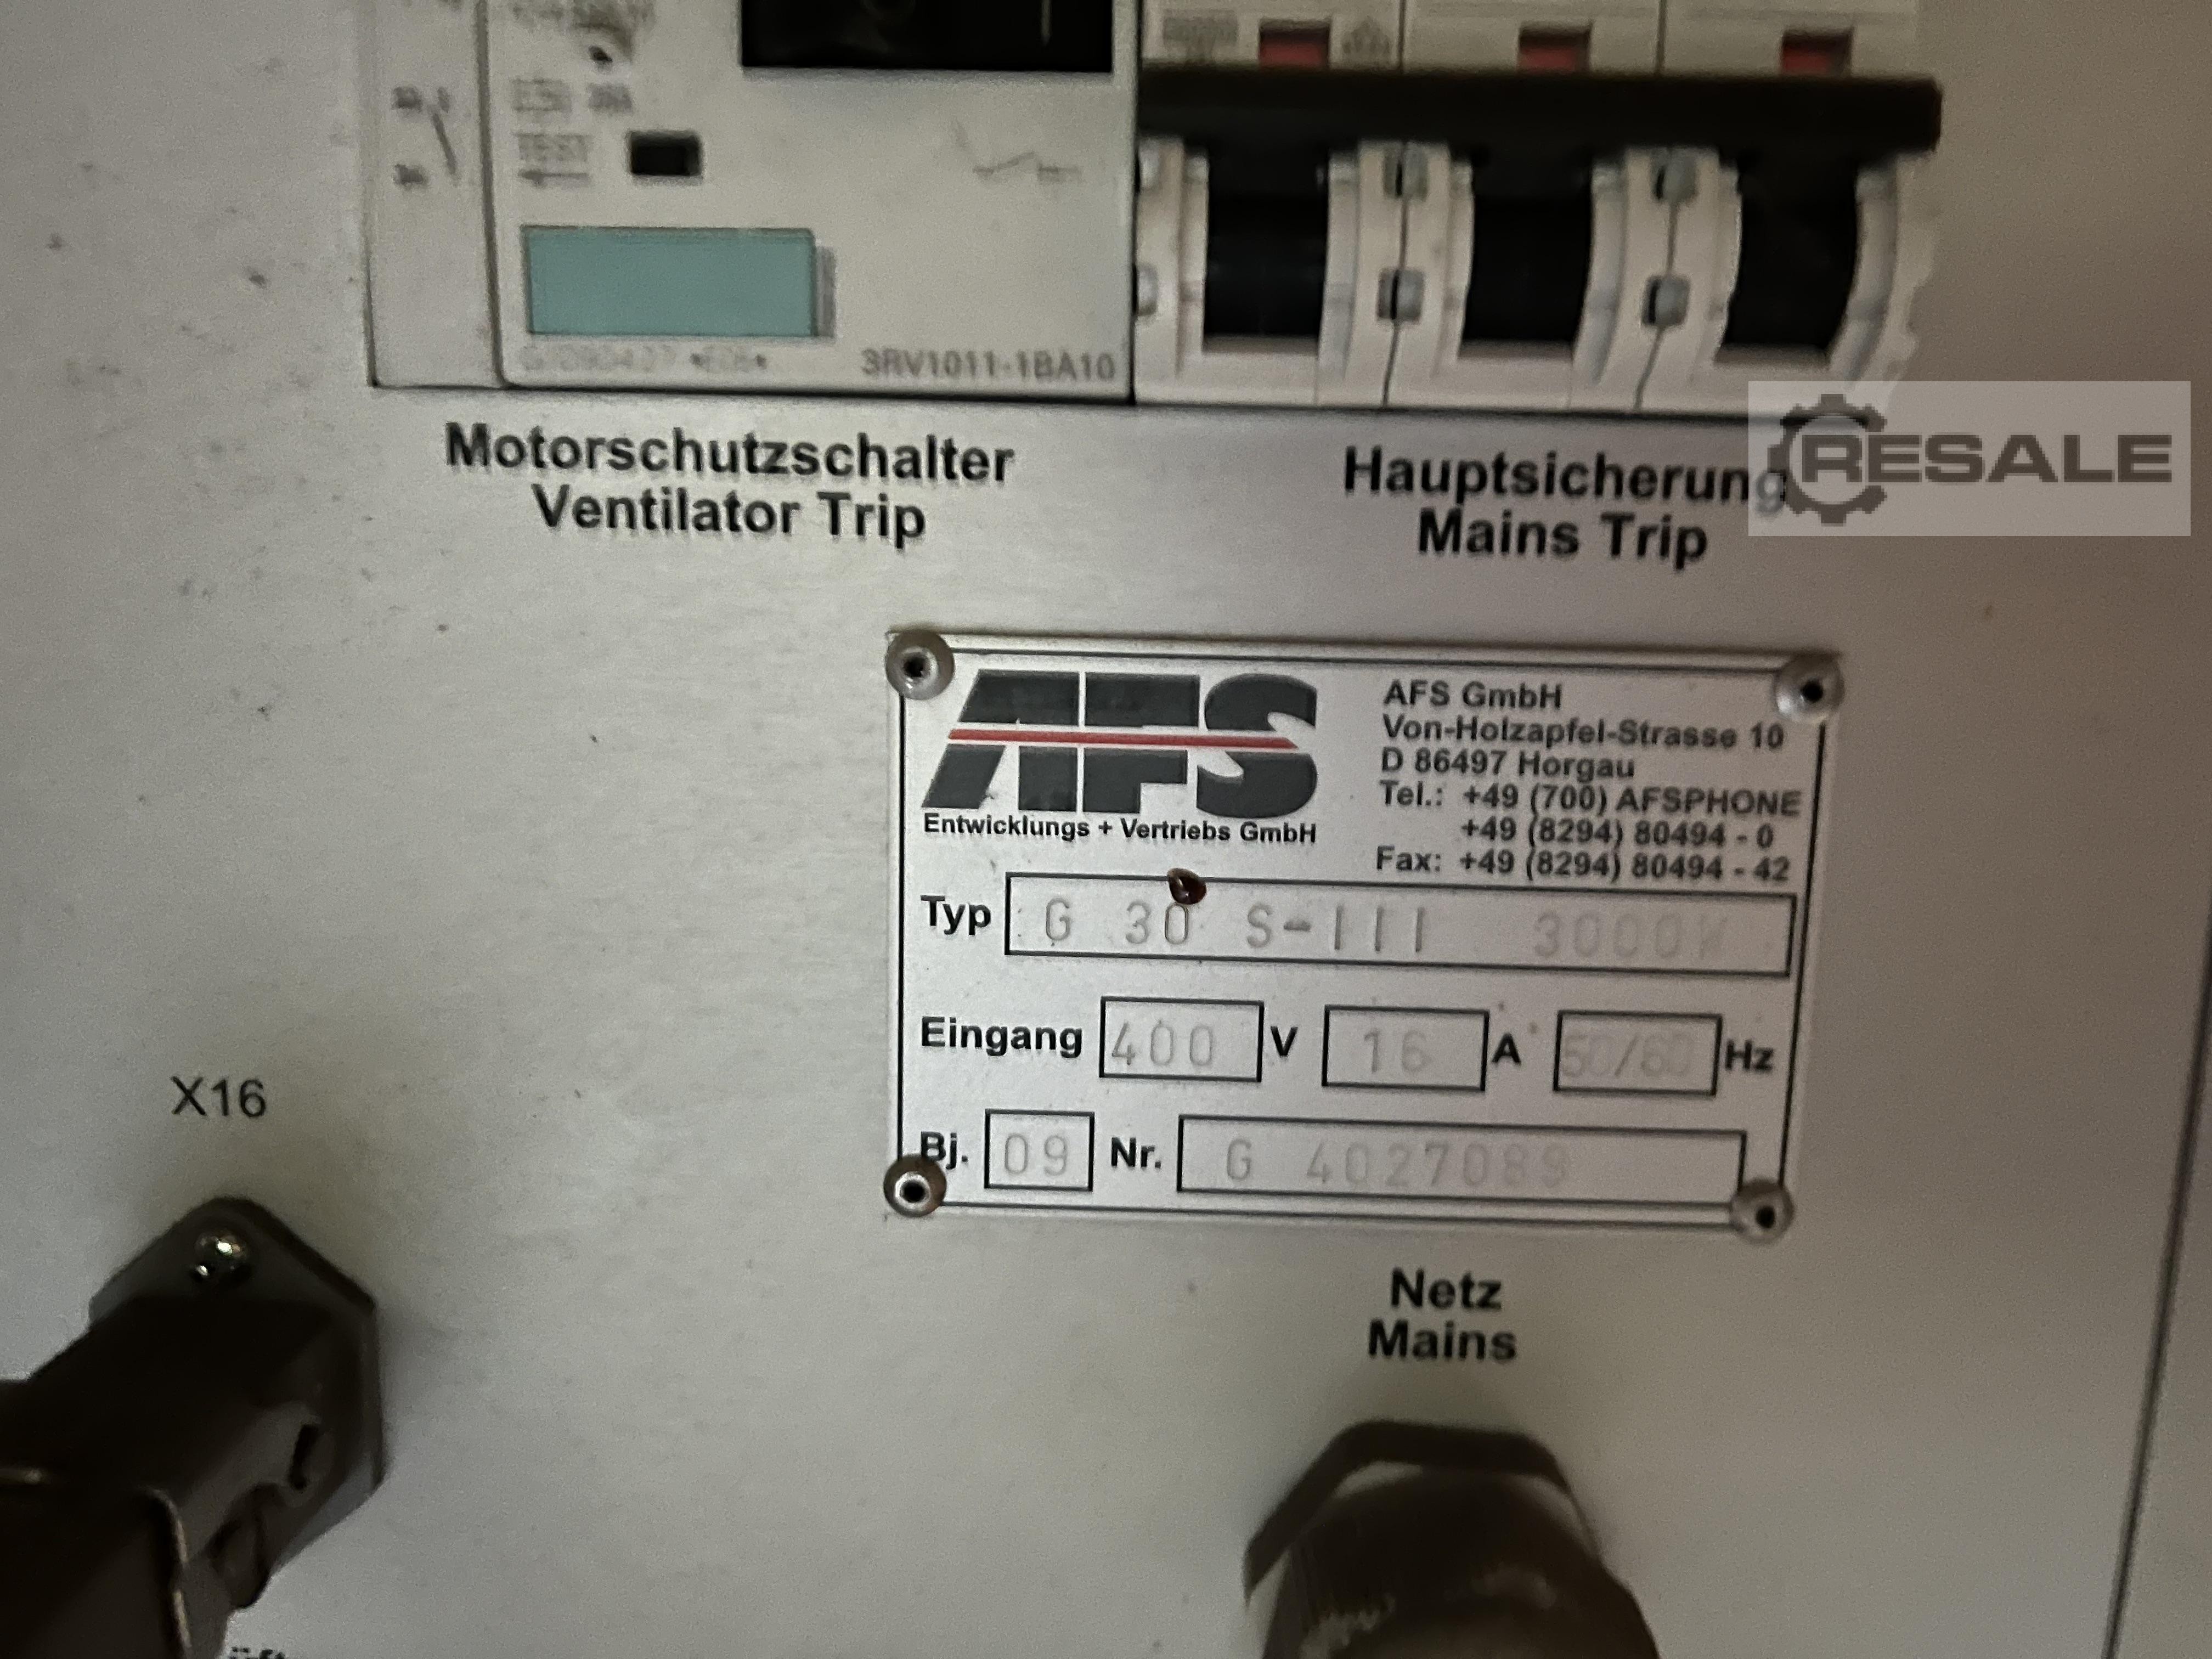 TEST
3RV1011-1BA10
Motorschutzschalter
Ventilator Trip
Hauptsicherung
Mains Trip
RESALE
AFS
Entwicklungs + Vertriebs GmbH
AFS GmbH
Von-Holzapfel-Strasse 10
D 86497 Horgau
Tel.: +49 (700) AFSPHONE
+49 (8294) 80494 - 0
Fax: +49 (8294) 80494 - 42
Typ G 30 S-III 3000W
Eingang 400 V 16 A 50/60 Hz
Bj. 09 Nr. G 4027089
X16
Netz
Mains